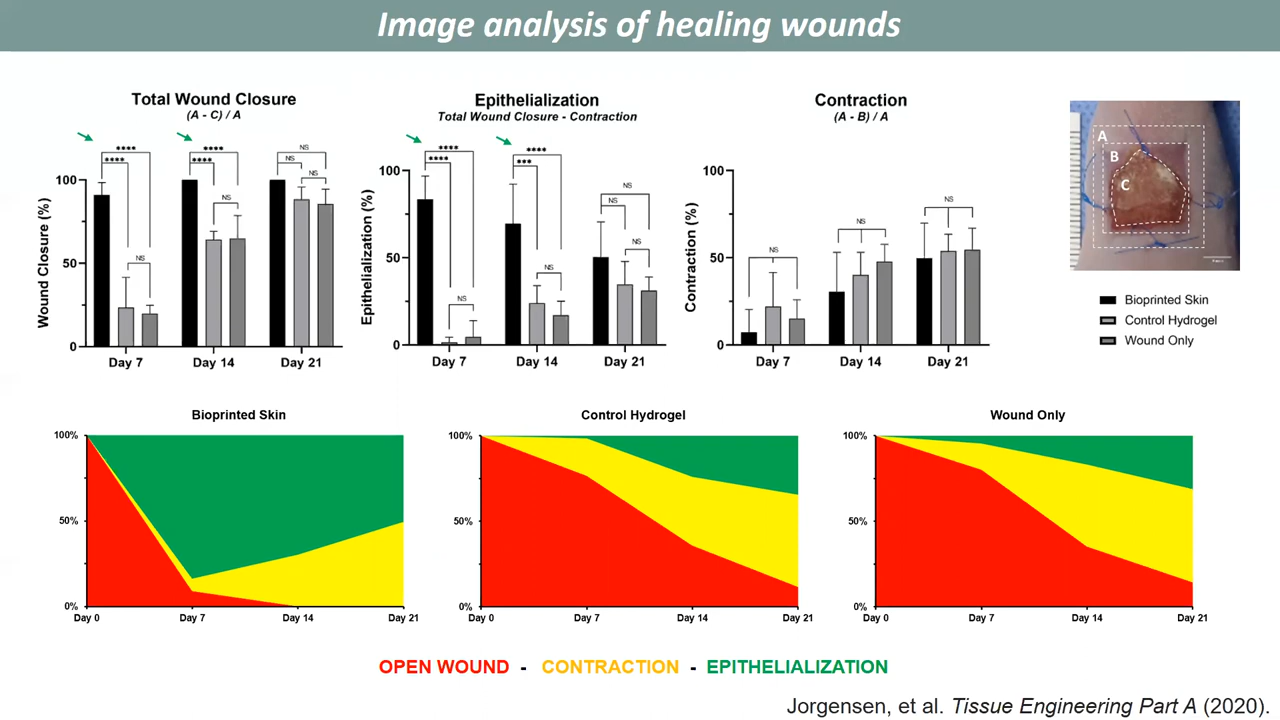 Image analysis of healing wounds
Total Wound Closure
(A - C) / A
Wound Closure (%)
100
50
0
****
****
NS
****
****
NS
NS
NS
NS
Day 7
Day 14
Day 21
Epithelialization
Total Wound Closure - Contraction
Epithelialization (%)
100
50
0
****
****
NS
****
***
NS
NS
NS
NS
Day 7
Day 14
Day 21
Contraction
(A - B) / A
Contraction (%)
100
50
0
NS
NS
NS
Day 7
Day 14
Day 21
A
B
C
Bioprinted Skin
Control Hydrogel
Wound Only
Bioprinted Skin
100%
50%
0%
Day 0
Day 7
Day 14
Day 21
Control Hydrogel
100%
50%
0%
Day 0
Day 7
Day 14
Day 21
Wound Only
100%
50%
0%
Day 0
Day 7
Day 14
Day 21
OPEN WOUND - CONTRACTION - EPITHELIALIZATION
Jorgensen, et al. Tissue Engineering Part A (2020).